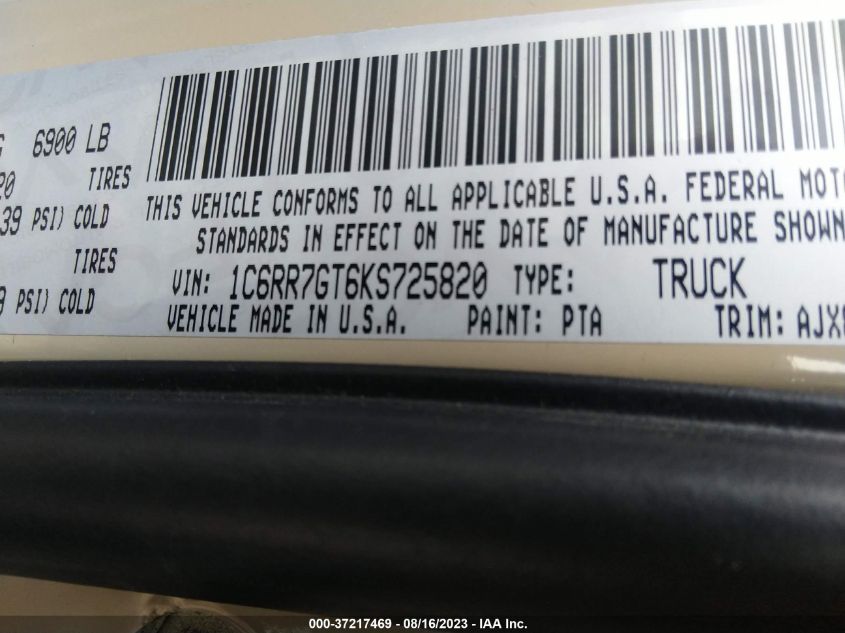 6900 LB
TIRES
39 PSI) COLD
TIRES
PSI) COLD
THIS VEHICLE CONFORMS TO ALL APPLICABLE U.S.A. FEDERAL
STANDARDS IN EFFECT ON THE DATE OF MANUFACTURE SHOWN
VIN: 1C6RR7GT6KS725820 TYPE: TRUCK
VEHICLE MADE IN U.S.A. PAINT: PTA TRIM:
000-37217469 - 08/16/2023 - IAA Inc.